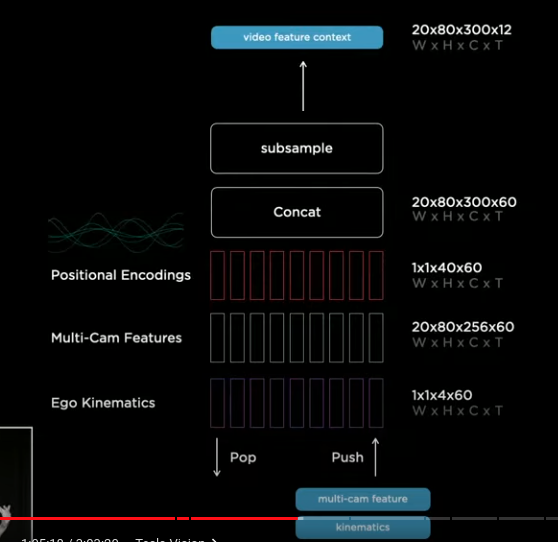 video feature context
20x80x300x12
W x H x C x T
subsample
Concat
20x80x300x60
W x H x C x T
Positional Encodings
1x1x40x60
W x H x C x T
Multi-Cam Features
20x80x256x60
W x H x C x T
Ego Kinematics
1x1x4x60
W x H x C x T
Pop
Push
multi-cam feature
kinematics
Tesla Vision